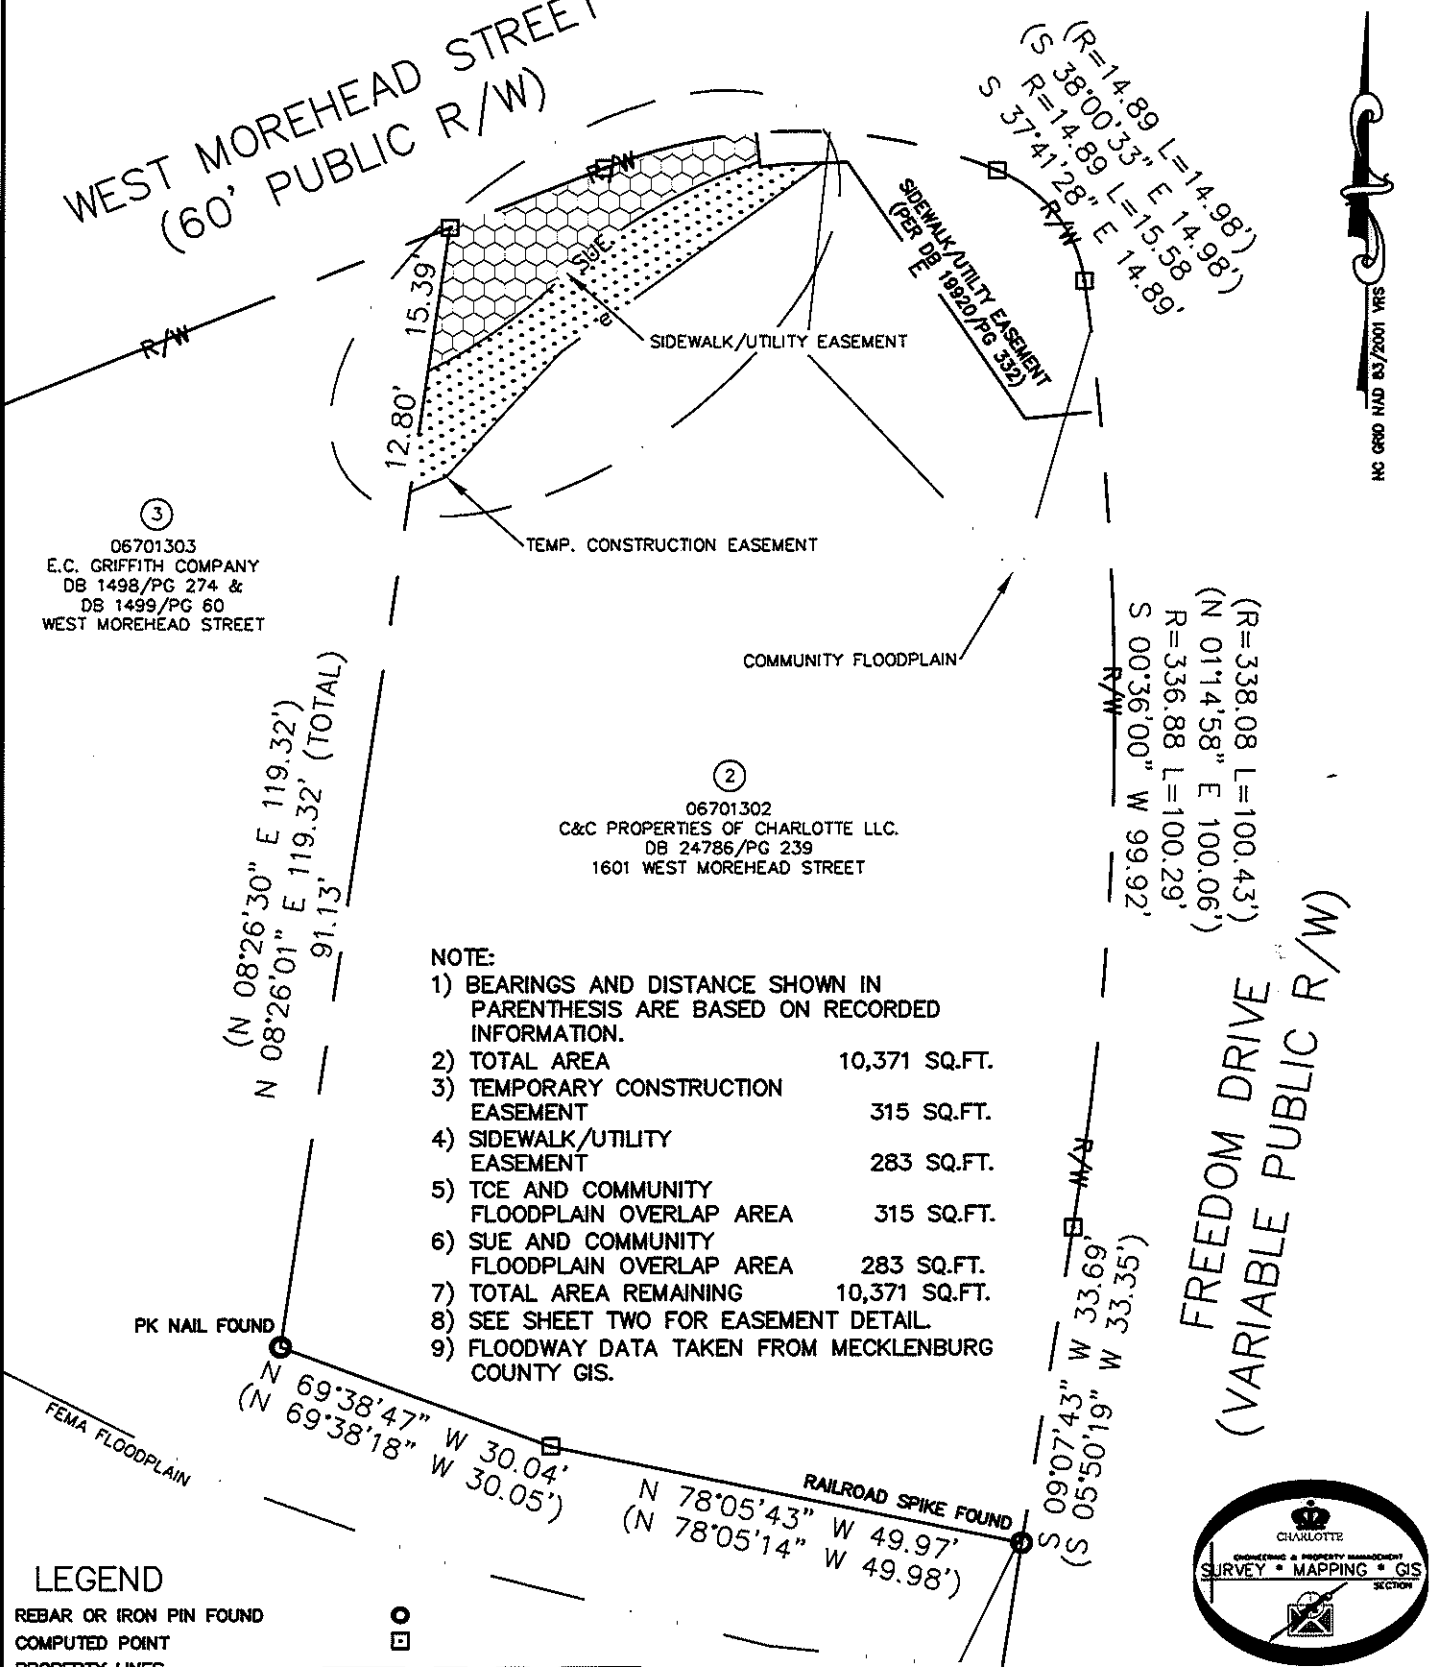 WEST MOREHEAD STREET
(60' PUBLIC R/W)
(R=14.89 L=14.98')
(S 38°00'33" E 14.98')
R=14.89 L=15.58
S 37°41'28" E 14.89'
R/W
R/W
R/W
15.39'
12.80'
SUE
SIDEWALK/UTILITY EASEMENT
SIDEWALK/UTILTY EASEMENT
(PER DB 19920/PG 332)
E
NC GRID NAD 83/2001 VRS
TEMP. CONSTRUCTION EASEMENT
3
06701303
E.C. GRIFFITH COMPANY
DB 1498/PG 274 &
DB 1499/PG 60
WEST MOREHEAD STREET
COMMUNITY FLOODPLAIN
(R=338.08 L=100.43')
(N 01°14'58" E 100.06')
R=336.88 L=100.29'
S 00°36'00" W 99.92'
R/W
(N 08°26'30" E 119.32')
N 08°26'01" E 119.32' (TOTAL)
91.13'
2
06701302
C&C PROPERTIES OF CHARLOTTE LLC.
DB 24786/PG 239
1601 WEST MOREHEAD STREET
NOTE:
1) BEARINGS AND DISTANCE SHOWN IN
PARENTHESIS ARE BASED ON RECORDED
INFORMATION.
2) TOTAL AREA 10,371 SQ.FT.
3) TEMPORARY CONSTRUCTION
EASEMENT 315 SQ.FT.
4) SIDEWALK/UTILITY
EASEMENT 283 SQ.FT.
5) TCE AND COMMUNITY
FLOODPLAIN OVERLAP AREA 315 SQ.FT.
6) SUE AND COMMUNITY
FLOODPLAIN OVERLAP AREA 283 SQ.FT.
7) TOTAL AREA REMAINING 10,371 SQ.FT.
8) SEE SHEET TWO FOR EASEMENT DETAIL.
9) FLOODWAY DATA TAKEN FROM MECKLENBURG
COUNTY GIS.
R/W
FREEDOM DRIVE
(VARIABLE PUBLIC R/W)
S 09°07'43" W 33.69'
(S 05°50'19" W 33.35')
PK NAIL FOUND
N 69°38'47" W 30.04'
(N 69°38'18" W 30.05')
FEMA FLOODPLAIN
RAILROAD SPIKE FOUND
N 78°05'43" W 49.97'
(N 78°05'14" W 49.98')
CHARLOTTE
ENGINEERING & PROPERTY MANAGEMENT
SURVEY * MAPPING * GIS
SECTION
LEGEND
REBAR OR IRON PIN FOUND
COMPUTED POINT
PROPERTY LINES